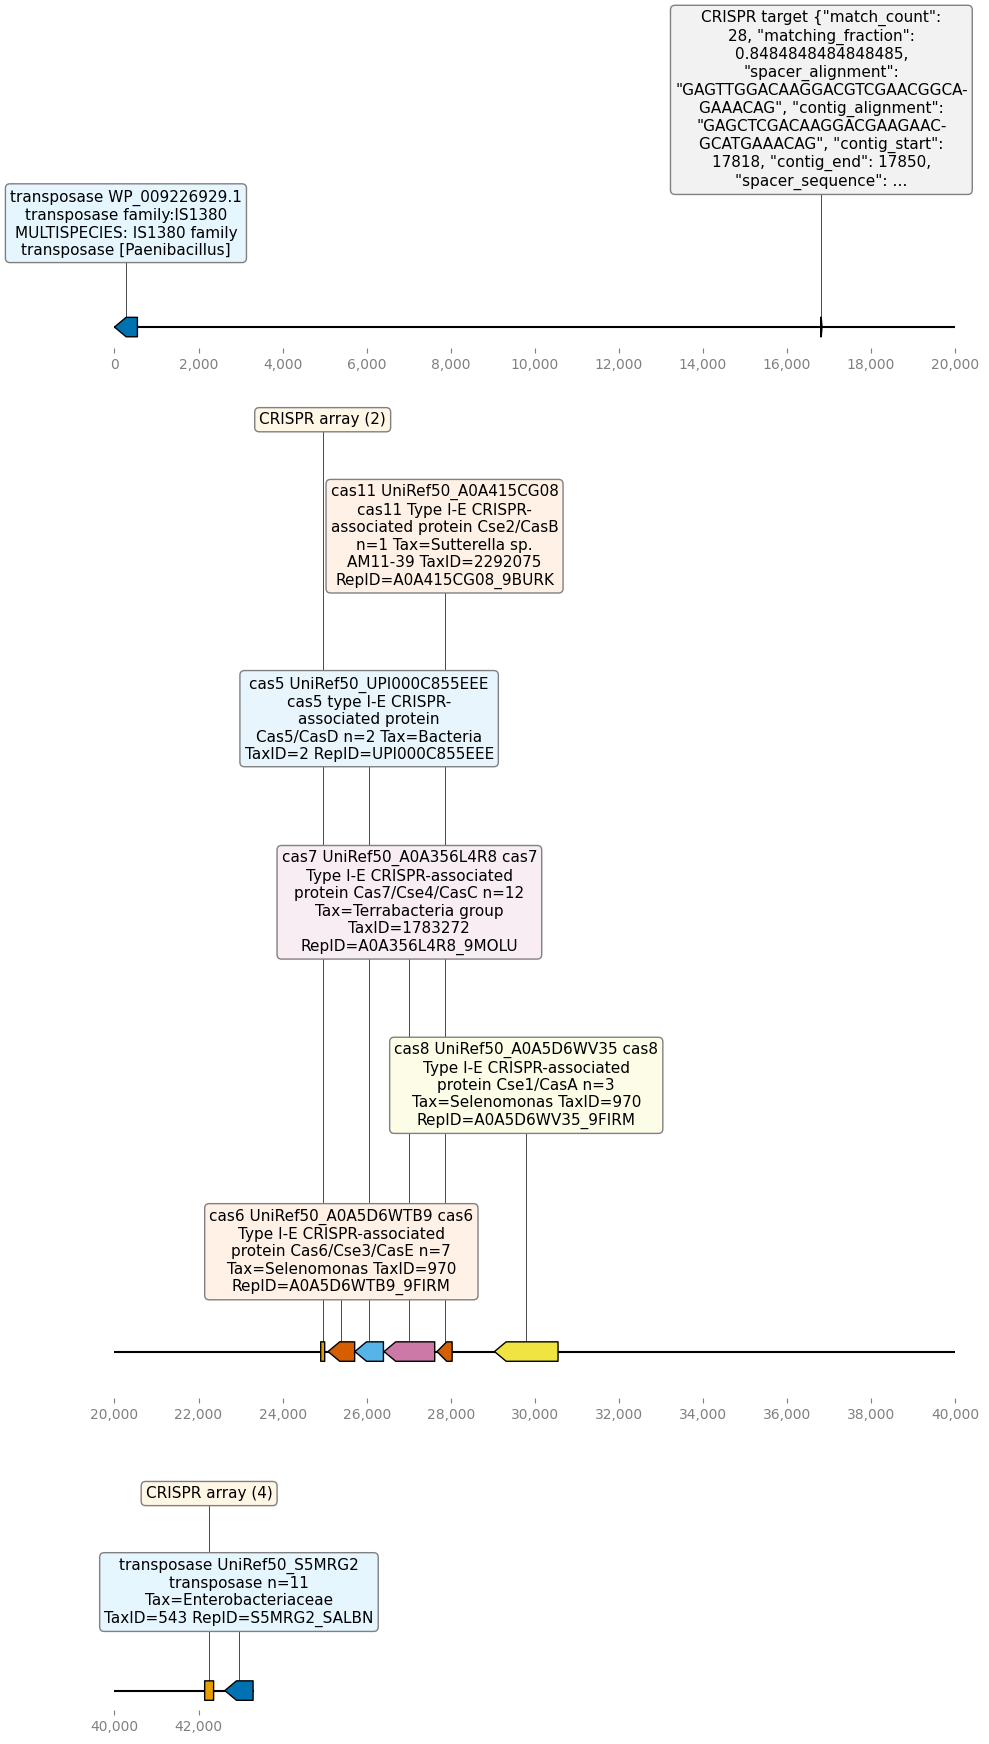 CRISPR target {"match_count":
28, "matching_fraction":
0.8484848484848485,
"spacer_alignment":
"GAGTTGGACAAGGACGTCGAACGGCA-
GAAACAG", "contig_alignment":
"GAGCTCGACAAGGACGAAGAAC-
GCATGAAACAG", "contig_start":
17818, "contig_end": 17850,
"spacer_sequence": ...
transposase WP_009226929.1
transposase family:IS1380
MULTISPECIES: IS1380 family
transposase [Paenibacillus]
0 2,000 4,000 6,000 8,000 10,000 12,000 14,000 16,000 18,000 20,000
CRISPR array (2)
cas11 UniRef50_A0A415CG08
cas11 Type I-E CRISPR-
associated protein Cse2/CasB
n=1 Tax=Sutterella sp.
AM11-39 TaxID=2292075
RepID=A0A415CG08_9BURK
cas5 UniRef50_UPI000C855EEE
cas5 type I-E CRISPR-
associated protein
Cas5/CasD n=2 Tax=Bacteria
TaxID=2 RepID=UPI000C855EEE
cas7 UniRef50_A0A356L4R8 cas7
Type I-E CRISPR-associated
protein Cas7/Cse4/CasC n=12
Tax=Terrabacteria group
TaxID=1783272
RepID=A0A356L4R8_9MOLU
cas8 UniRef50_A0A5D6WV35 cas8
Type I-E CRISPR-associated
protein Cse1/CasA n=3
Tax=Selenomonas TaxID=970
RepID=A0A5D6WV35_9FIRM
cas6 UniRef50_A0A5D6WTB9 cas6
Type I-E CRISPR-associated
protein Cas6/Cse3/CasE n=7
Tax=Selenomonas TaxID=970
RepID=A0A5D6WTB9_9FIRM
20,000 22,000 24,000 26,000 28,000 30,000 32,000 34,000 36,000 38,000 40,000
CRISPR array (4)
transposase UniRef50_S5MRG2
transposase n=11
Tax=Enterobacteriaceae
TaxID=543 RepID=S5MRG2_SALBN
40,000 42,000